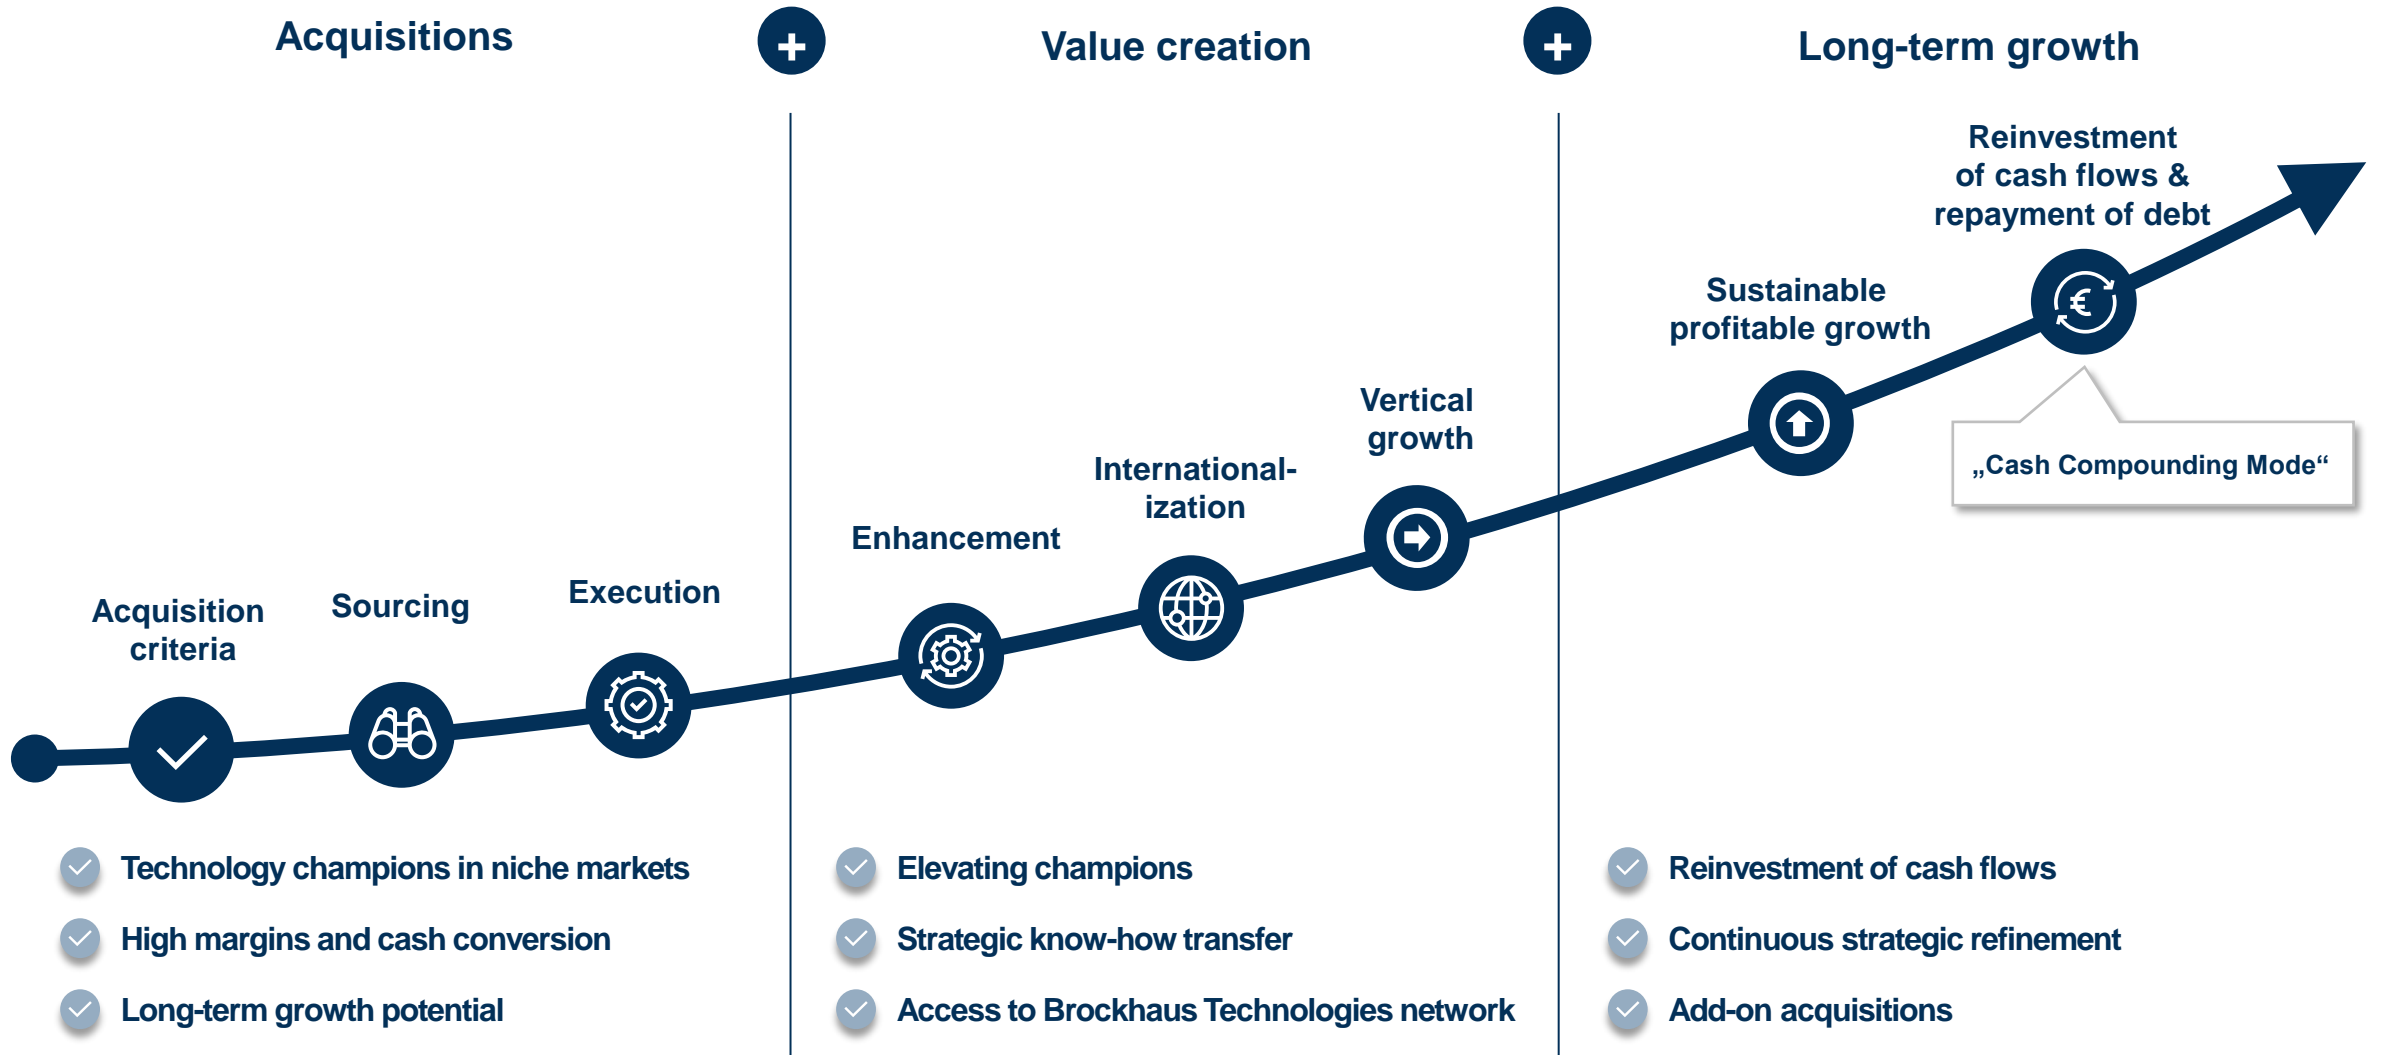 Acquisitions
+
Value creation
+
Long-term growth
Acquisition
criteria
Sourcing
Execution
Enhancement
International-
ization
Vertical
growth
Sustainable
profitable growth
Reinvestment
of cash flows &
repayment of debt
€
„Cash Compounding Mode“
Technology champions in niche markets
High margins and cash conversion
Long-term growth potential
Elevating champions
Strategic know-how transfer
Access to Brockhaus Technologies network
Reinvestment of cash flows
Continuous strategic refinement
Add-on acquisitions